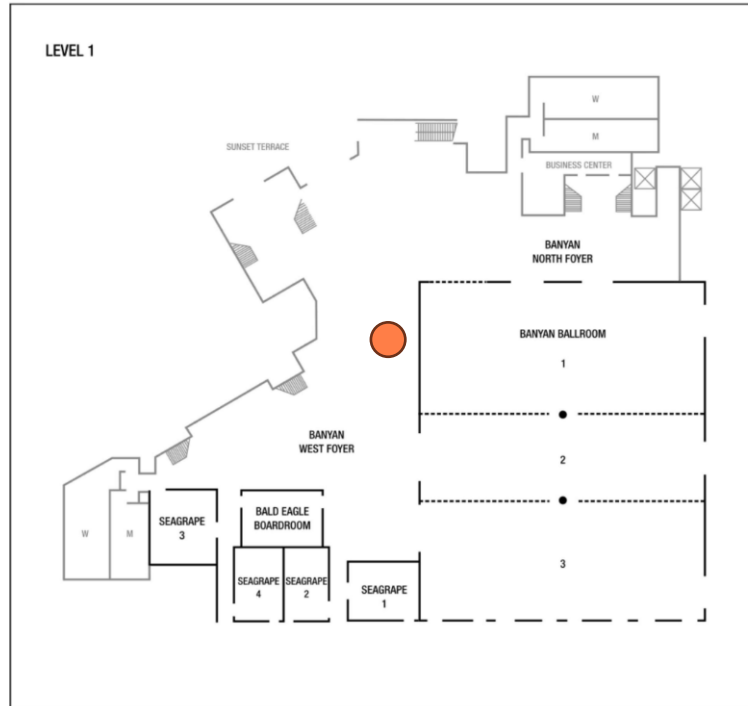 LEVEL 1
W
M
SUNSET TERRACE
BUSINESS CENTER
BANYAN
NORTH FOYER
BANYAN BALLROOM
1
BANYAN
WEST FOYER
2
BALD EAGLE
BOARDROOM
SEAGRAPE
3
W
M
3
SEAGRAPE
4
SEAGRAPE
2
SEAGRAPE
1